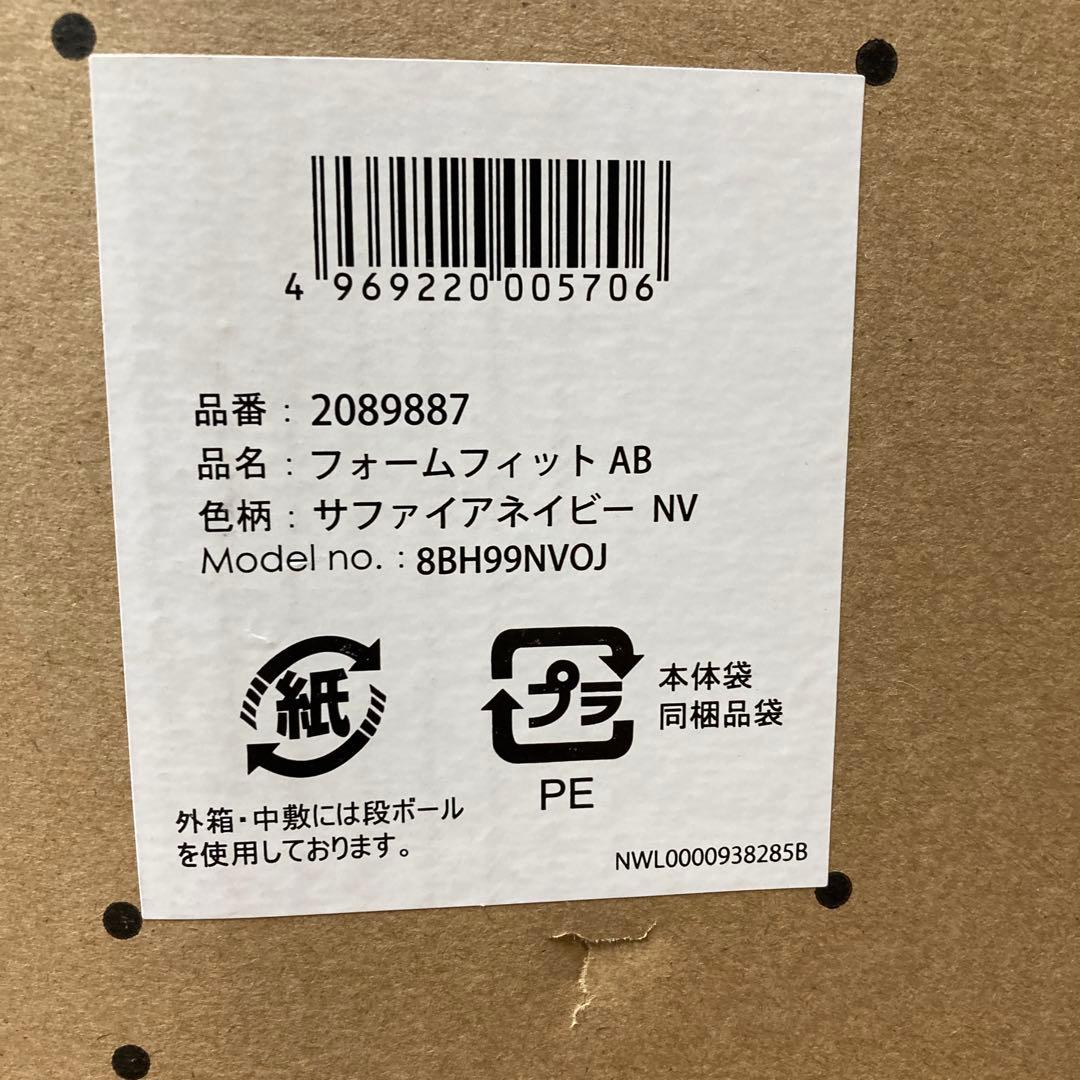 4 969220 005706
品番 : 2089887
品名 : フォームフィット AB
色柄 : サファイアネイビー NV
Model no. : 8BH99NVOJ
紙
プラ
本体袋
同梱品袋
PE
外箱・中敷には段ボール
を使用しております。
NWL0000938285B